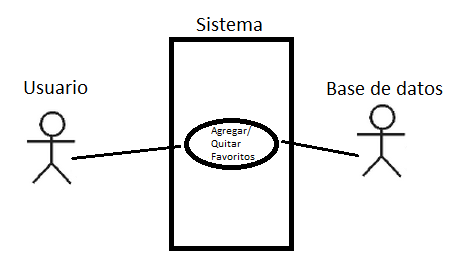 Sistema
Usuario
Base de datos
Agregar/
Quitar
Favoritos